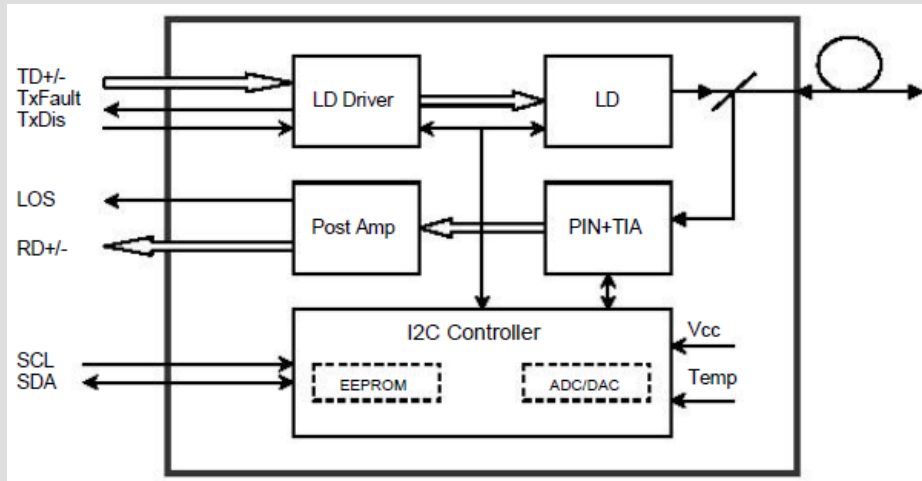 TD+/-
TxFault
TxDis
LD Driver
LD
LOS
RD+/-
Post Amp
PIN+TIA
I2C Controller
Vcc
SCL
SDA
EEPROM
ADC/DAC
Temp